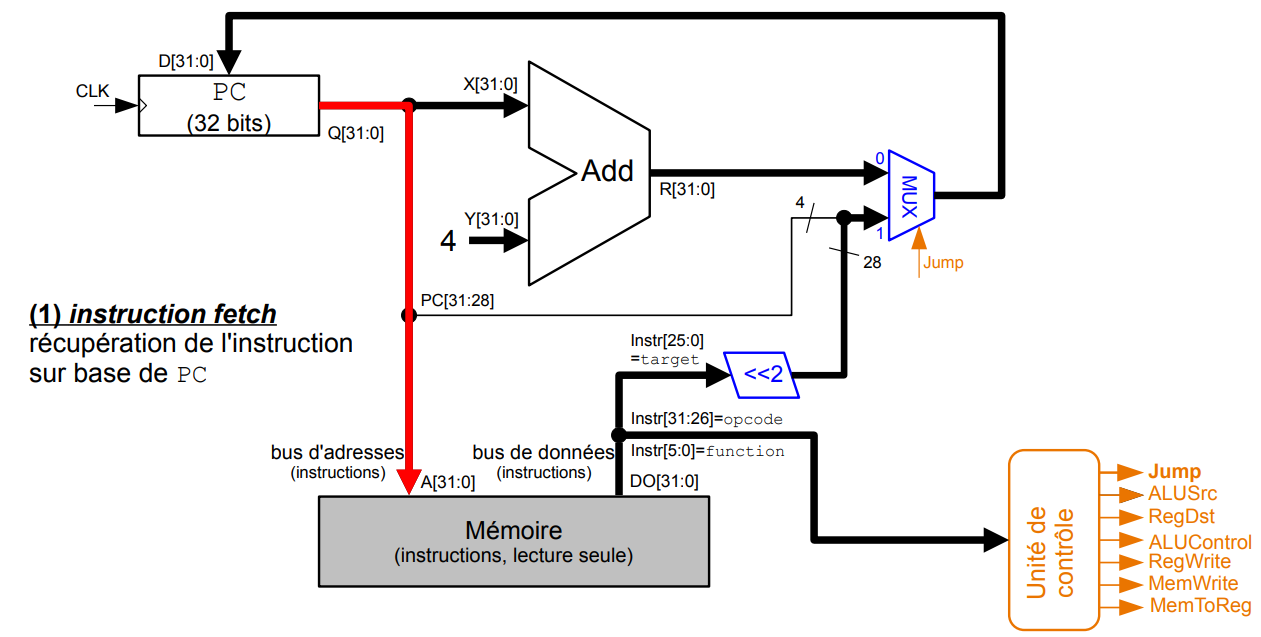 D[31:0]
CLK
PC
(32 bits)
Q[31:0]
X[31:0]
Add
Y[31:0]
4
R[31:0]
0
MUX
1
4
28
Jump
PC[31:28]
(1) instruction fetch
récupération de l'instruction
sur base de PC
Instr[25:0]
=target
<<2
Instr[31:26]=opcode
Instr[5:0]=function
bus d'adresses
(instructions)
bus de données
(instructions)
A[31:0]
DO[31:0]
Mémoire
(instructions, lecture seule)
Unité de
contrôle
Jump
ALUSrc
RegDst
ALUControl
RegWrite
MemWrite
MemToReg